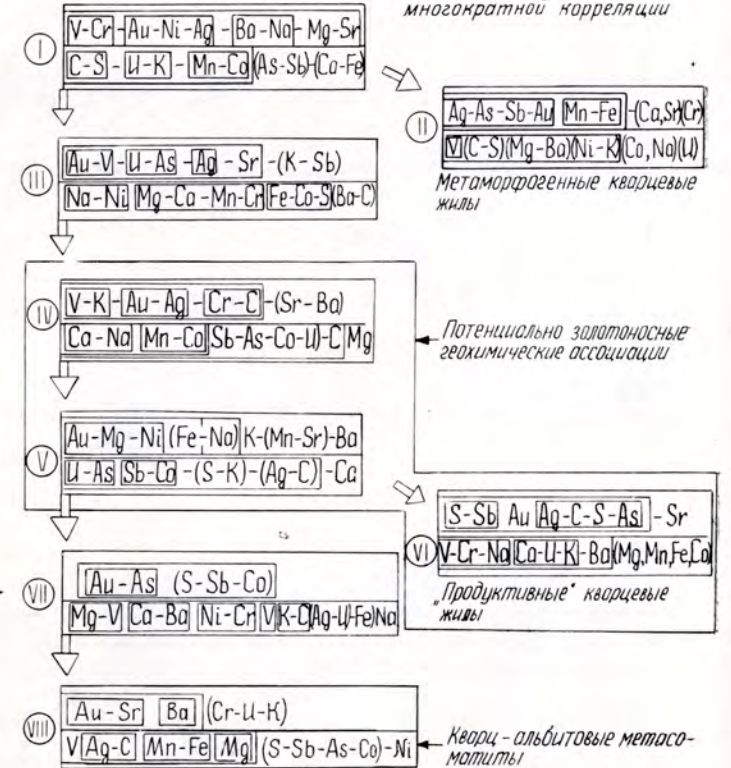 многократной корреляции
I
V-Cr-Au-Ni-Ag-Ba-Na-Mg-Sr
C-S-U-K-Mn-Co(As-Sb)-(Ca-Fe)
II
Ag-As-Sb-Au Mn-Fe-(Ca,Sr)(Cr)
V(C-S)(Mg-Ba)(Ni-K)(Co,Na)(U)
Метаморфогенные кварцевые
жилы
III
Au-V-U-As-Ag-Sr-(K-Sb)
Na-Ni Mg-Ca-Mn-Cr Fe-Co-S(Ba-C)
IV
V-K-Au-Ag-Cr-C-(Sr-Ba)
Ca-Na Mn-Co(Sb-As-Co-U)-C Mg
Потенциально золотоносные
геохимические ассоциации
V
Au-Mg-Ni(Fe-Na)K-(Mn-Sr)-Ba
U-As Sb-Co-(S-K)-(Ag-C)-Ca
VI
S-Sb Au Ag-C-S-As-Sr
V-Cr-Na Ca-U-K-Ba(Mg,Mn,Fe,Co)
„Продуктивные“ кварцевые
жилы
VII
Au-As (S-Sb-Co)
Mg-V Ca-Ba Ni-Cr V K-C(Ag-U)-Fe)Na
VIII
Au-Sr Ba (Cr-U-K)
V Ag-C Mn-Fe Mg (S-Sb-As-Co)-Ni
Кварц-альбитовые метасо-
матиты